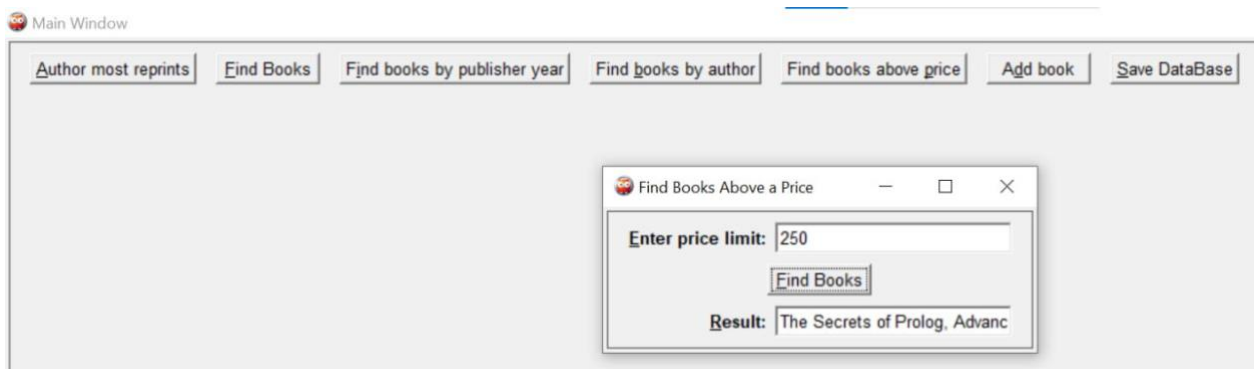 Main Window
Author most reprints Find Books Find books by publisher year Find books by author Find books above price Add book Save DataBase
Find Books Above a Price
Enter price limit: 250
Find Books
Result: The Secrets of Prolog, Advanc